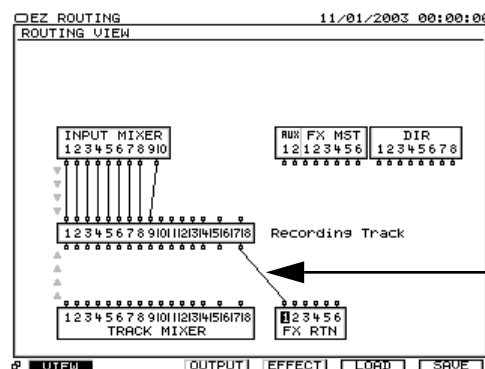 EZ ROUTING 11/01/2003 00:00:00
ROUTING VIEW
INPUT MIXER AUX FX MST DIR
12345678910 12123456 12345678
123456789101112131415161718 Recording Track
123456789101112131415161718 123456
TRACK MIXER FX RTN
VIEW OUTPUT EFFECT LOAD SAVE